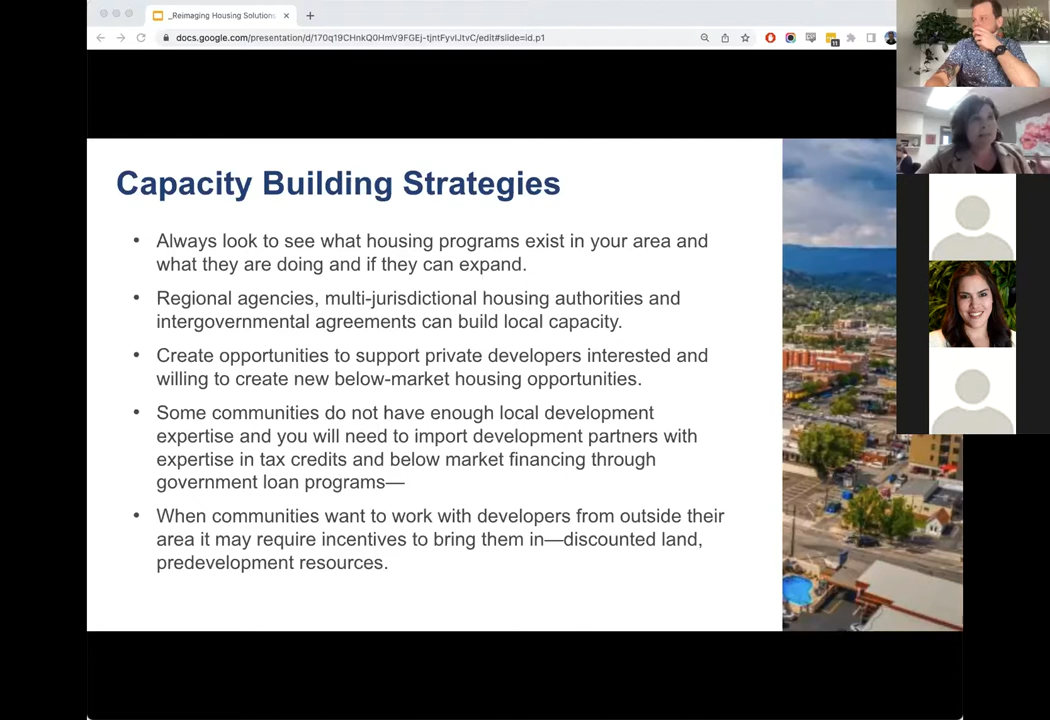 _Reimaging Housing Solutions
docs.google.com/presentation/d/170q19CHnkQ0HmV9FGEj-tjntFyvIJtvC/edit#slide=id.p1
11
Capacity Building Strategies
• Always look to see what housing programs exist in your area and
what they are doing and if they can expand.
• Regional agencies, multi-jurisdictional housing authorities and
intergovernmental agreements can build local capacity.
• Create opportunities to support private developers interested and
willing to create new below-market housing opportunities.
• Some communities do not have enough local development
expertise and you will need to import development partners with
expertise in tax credits and below market financing through
government loan programs—
• When communities want to work with developers from outside their
area it may require incentives to bring them in—discounted land,
predevelopment resources.